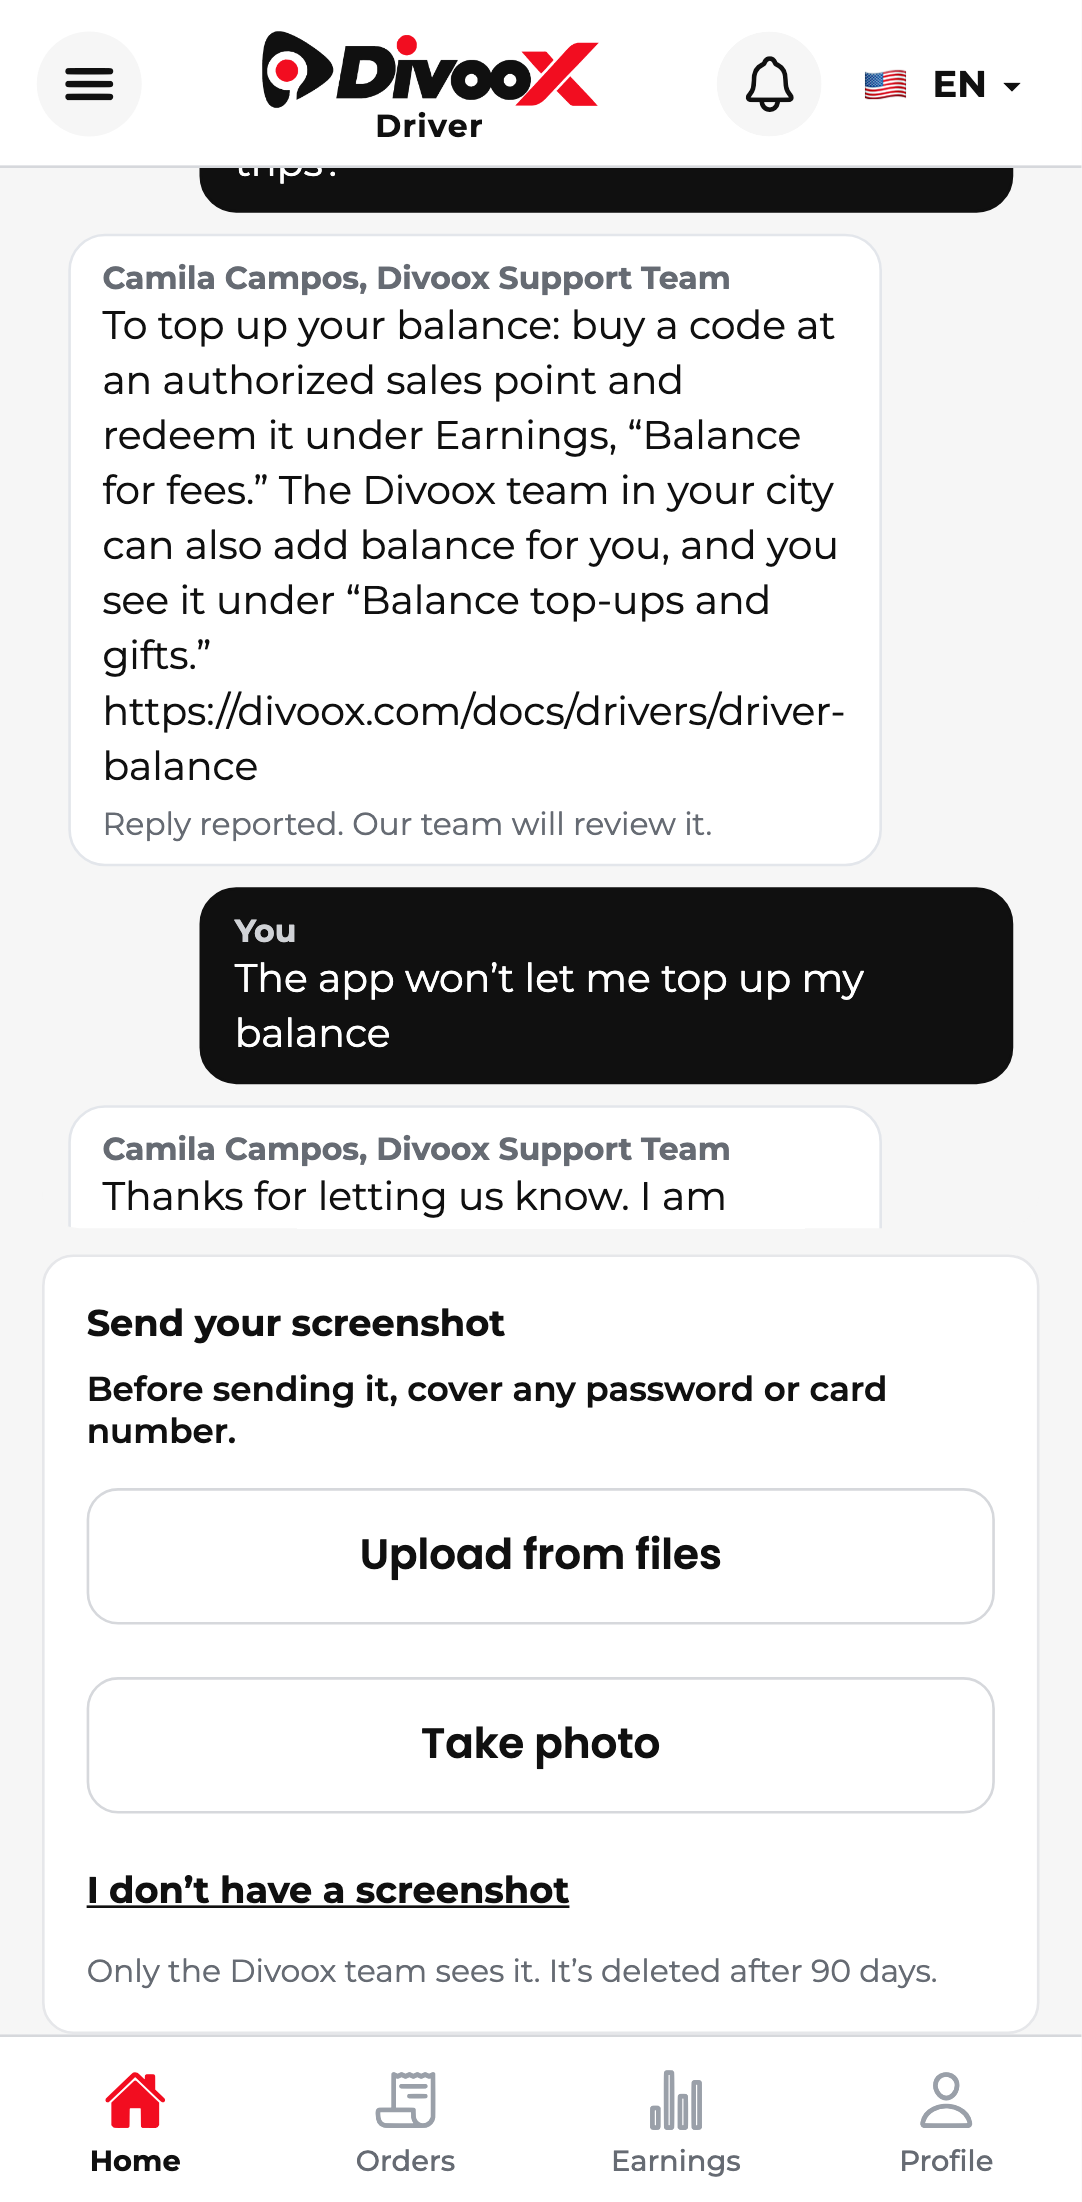 DivooX
Driver
EN
trips?
Camila Campos, Divoox Support Team
To top up your balance: buy a code at
an authorized sales point and
redeem it under Earnings, “Balance
for fees.” The Divoox team in your city
can also add balance for you, and you
see it under “Balance top-ups and
gifts.”
https://divoox.com/docs/drivers/driver-
balance
Reply reported. Our team will review it.
You
The app won’t let me top up my
balance
Camila Campos, Divoox Support Team
Thanks for letting us know. I am
Send your screenshot
Before sending it, cover any password or card
number.
Upload from files
Take photo
I don’t have a screenshot
Only the Divoox team sees it. It’s deleted after 90 days.
Home
Orders
Earnings
Profile